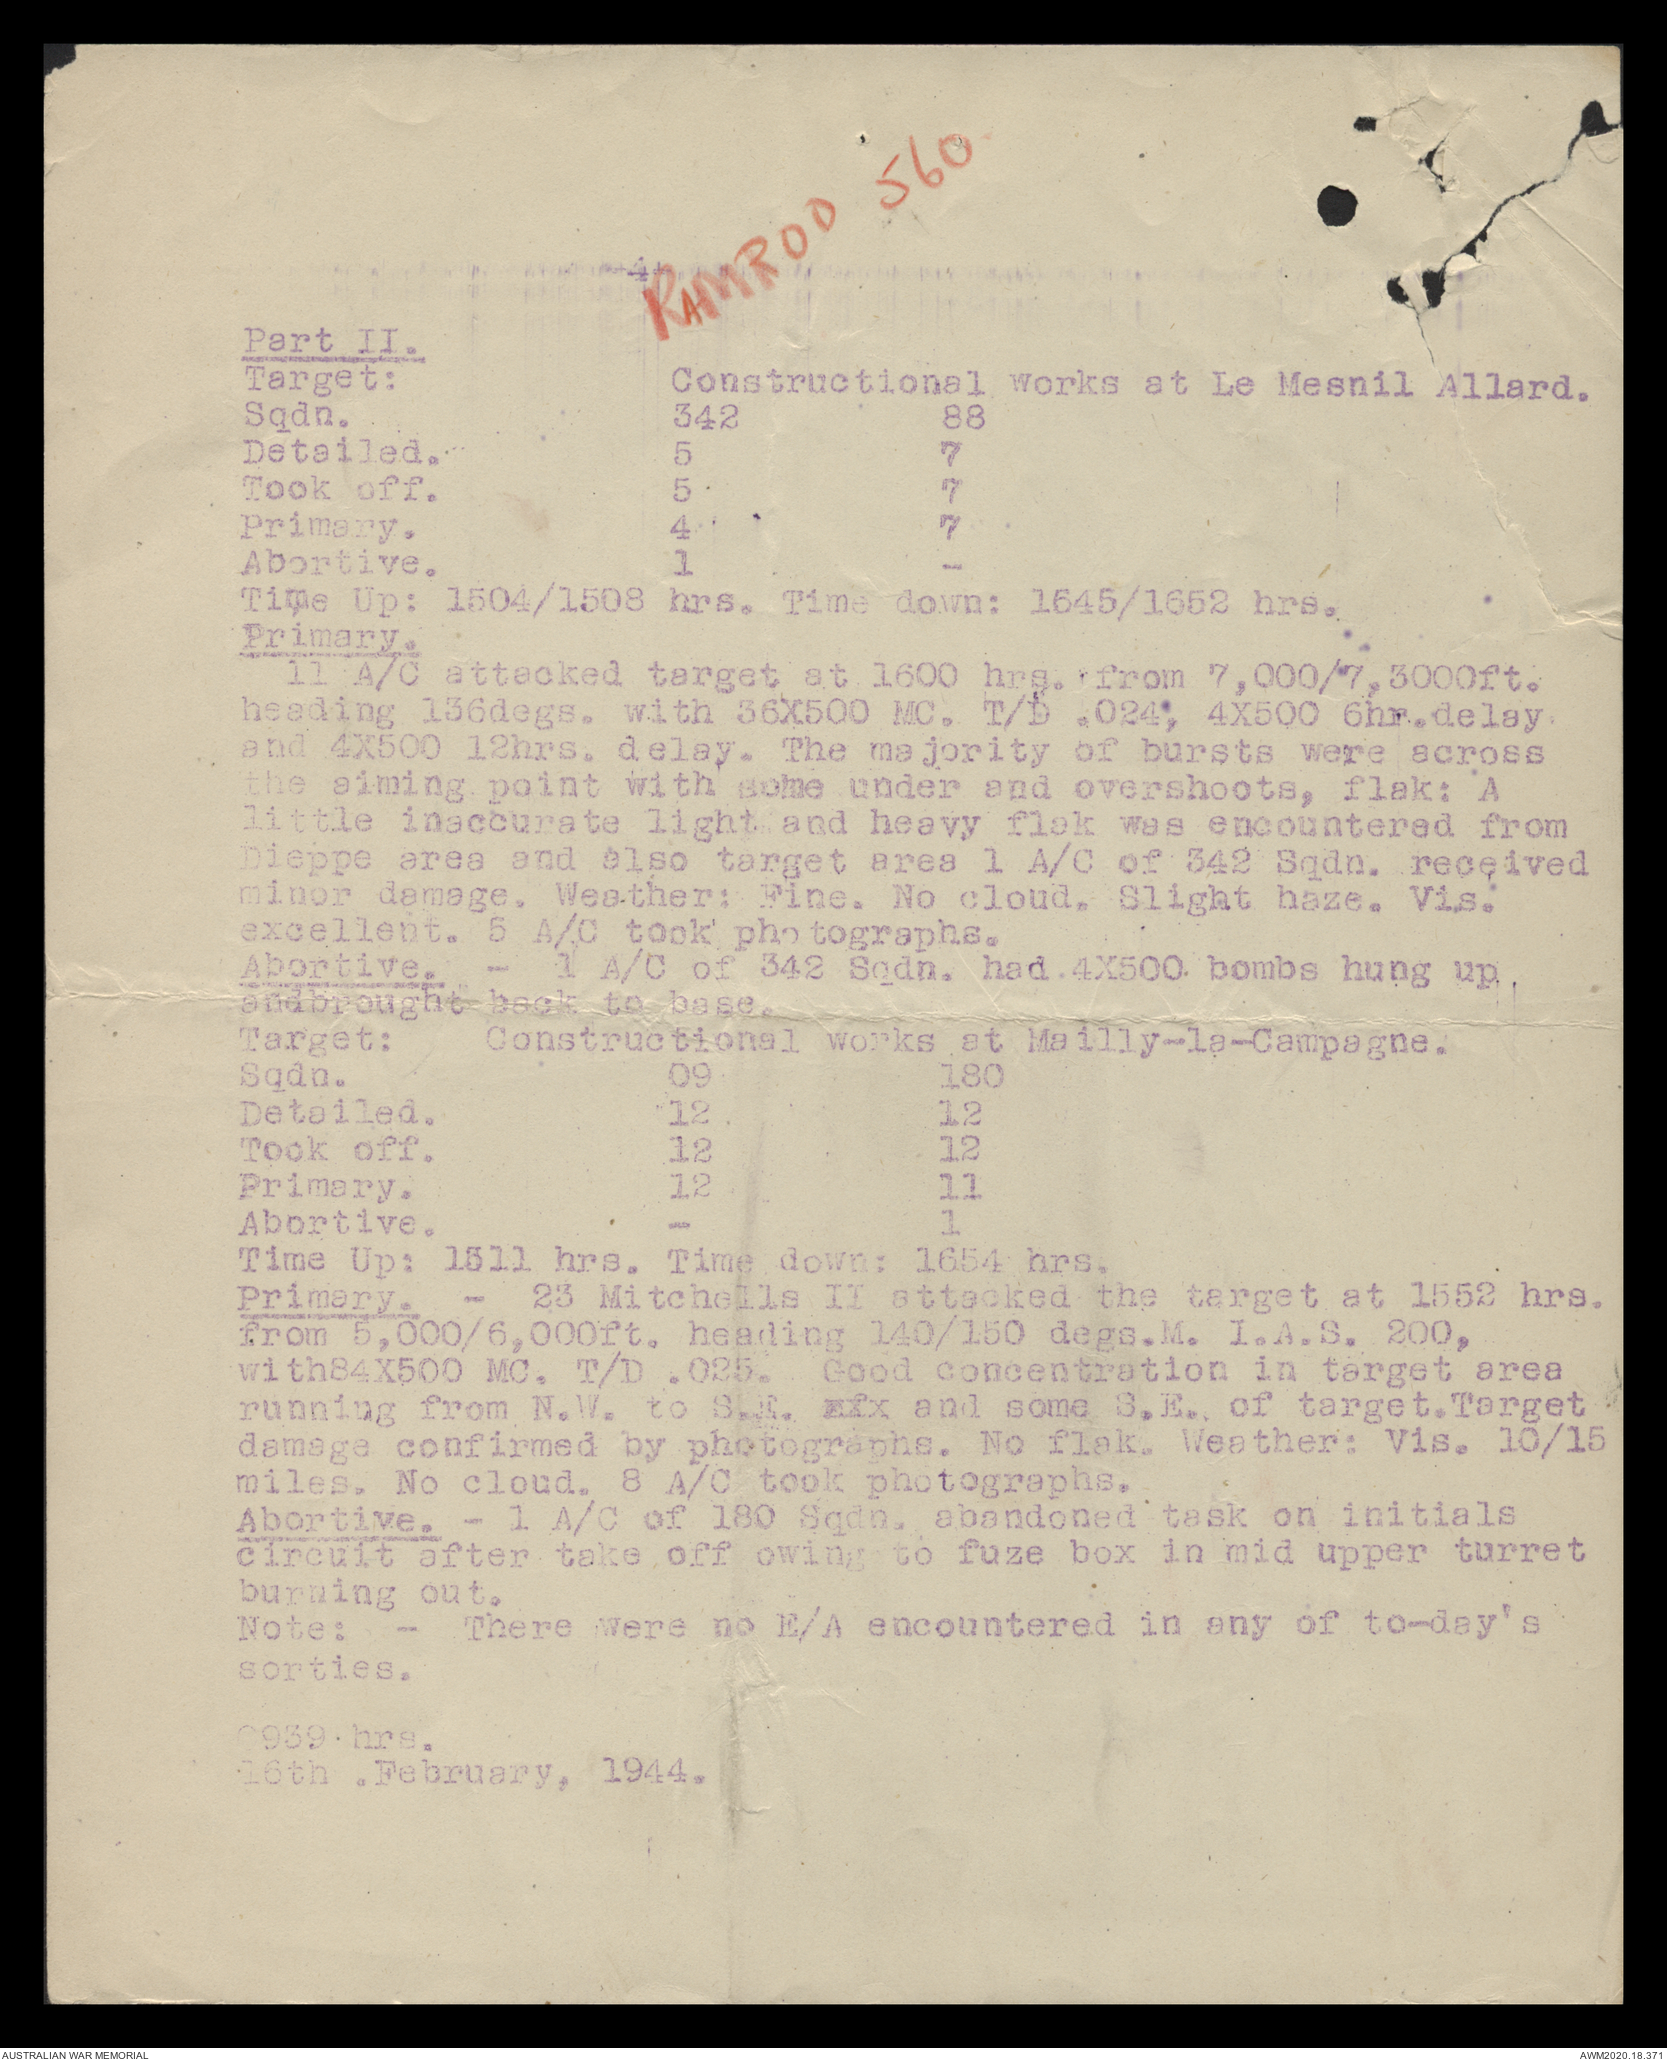 RAMROD 560
-4-
Part II.
Target: Constructional works at Le Mesnil Allard.
Sqdn. 342 88
Detailed. 5 7
Took off. 5 7
Primary. 4 7
Abortive. 1 -
Time Up: 1504/1508 hrs. Time down: 1645/1652 hrs.
Primary.
11 A/C attacked target at 1600 hrs. from 7,000/7,3000ft.
heading 136degs. with 36X500 MC. T/D .024, 4X500 6hr.delay
and 4X500 12hrs. delay. The majority of bursts were across
the aiming point with some under and overshoots, flak: A
little inaccurate light and heavy flak was encountered from
Dieppe area and also target area 1 A/C of 342 Sqdn. received
minor damage. Weather: Fine. No cloud. Slight haze. Vis:
excellent. 5 A/C took photographs.
Abortive. - 1 A/C of 342 Sqdn. had 4X500 bombs hung up
andbrought back to base.
Target: Constructional works at Mailly-la-Campagne.
Sqdn. 09 180
Detailed. 12 12
Took off. 12 12
Primary. 12 11
Abortive. - 1
Time Up: 1511 hrs. Time down: 1654 hrs.
Primary. - 23 Mitchells II attacked the target at 1552 hrs.
from 5,000/6,000ft. heading 140/150 degs.M. I.A.S. 200,
with84X500 MC. T/D .025. Good concentration in target area
running from N.W. to S.E. and some S.E. of target.Target
damage confirmed by photographs. No flak. Weather: Vis. 10/15
miles. No cloud. 8 A/C took photographs.
Abortive. - 1 A/C of 180 Sqdn. abandoned task on initials
circuit after take off owing to fuze box in mid upper turret
burning out.
Note: - There were no E/A encountered in any of to-day's
sorties.
0939 hrs.
16th .February, 1944.
AUSTRALIAN WAR MEMORIAL
AWM2020.18.371